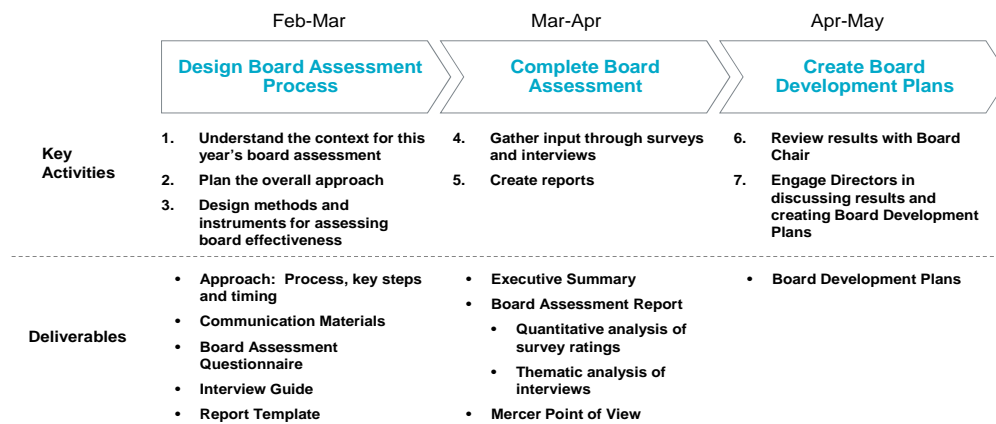 Feb-Mar
Mar-Apr
Apr-May
Design Board Assessment
Process
Complete Board
Assessment
Create Board
Development Plans
Key
Activities
1. Understand the context for this
year's board assessment
2. Plan the overall approach
3. Design methods and
instruments for assessing
board effectiveness
4. Gather input through surveys
and interviews
5. Create reports
6. Review results with Board
Chair
7. Engage Directors in
discussing results and
creating Board Development
Plans
Deliverables
• Approach: Process, key steps
and timing
• Communication Materials
• Board Assessment
Questionnaire
• Interview Guide
• Report Template
• Executive Summary
• Board Assessment Report
• Quantitative analysis of
survey ratings
• Thematic analysis of
interviews
• Mercer Point of View
• Board Development Plans